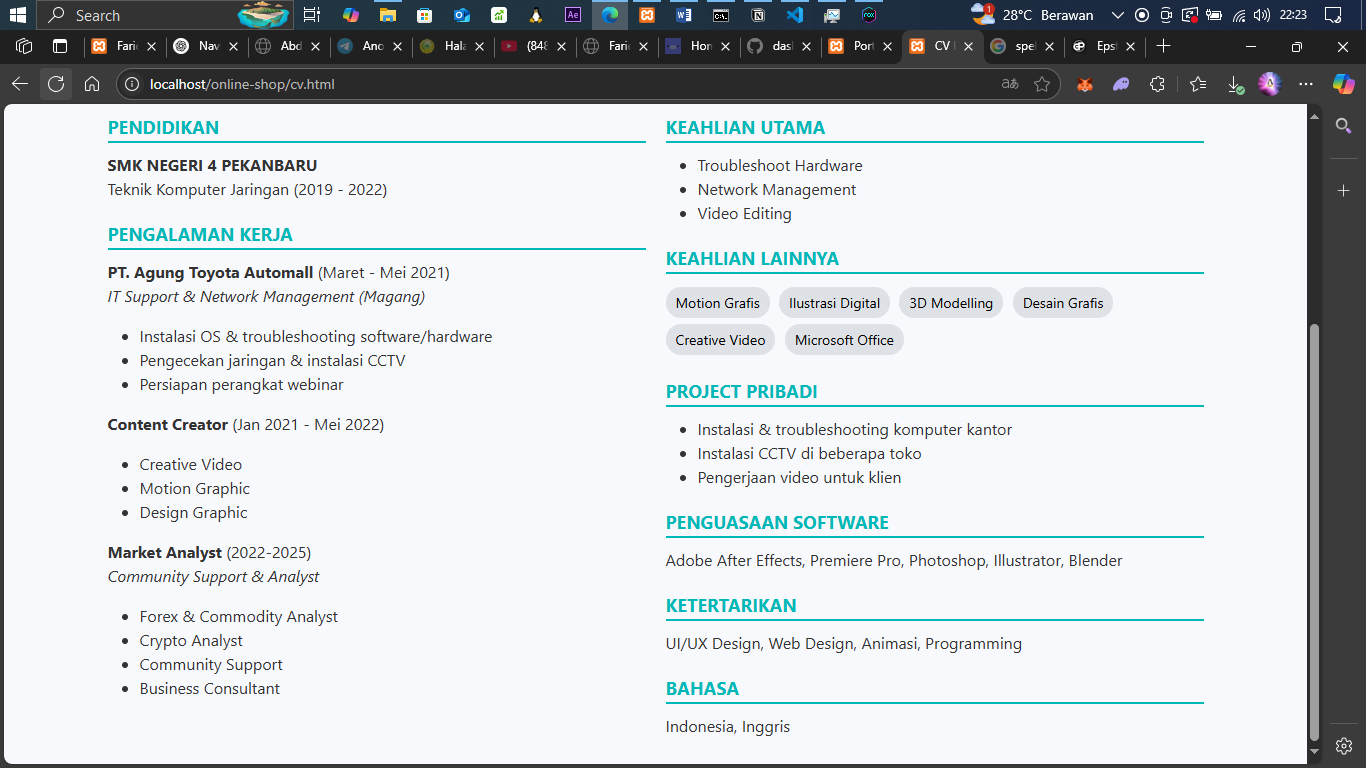 Search
28°C Berawan
22:23
Faric
Nav
Abd
Ano
Hala
(848
Faric
Hon
dasl
Port
CV
spel
Epsi
localhost/online-shop/cv.html
PENDIDIKAN
SMK NEGERI 4 PEKANBARU
Teknik Komputer Jaringan (2019 - 2022)
PENGALAMAN KERJA
PT. Agung Toyota Automall (Maret - Mei 2021)
IT Support & Network Management (Magang)
Instalasi OS & troubleshooting software/hardware
Pengecekan jaringan & instalasi CCTV
Persiapan perangkat webinar
Content Creator (Jan 2021 - Mei 2022)
Creative Video
Motion Graphic
Design Graphic
Market Analyst (2022-2025)
Community Support & Analyst
Forex & Commodity Analyst
Crypto Analyst
Community Support
Business Consultant
KEAHLIAN UTAMA
Troubleshoot Hardware
Network Management
Video Editing
KEAHLIAN LAINNYA
Motion Grafis Ilustrasi Digital 3D Modelling Desain Grafis
Creative Video Microsoft Office
PROJECT PRIBADI
Instalasi & troubleshooting komputer kantor
Instalasi CCTV di beberapa toko
Pengerjaan video untuk klien
PENGUASAAN SOFTWARE
Adobe After Effects, Premiere Pro, Photoshop, Illustrator, Blender
KETERTARIKAN
UI/UX Design, Web Design, Animasi, Programming
BAHASA
Indonesia, Inggris